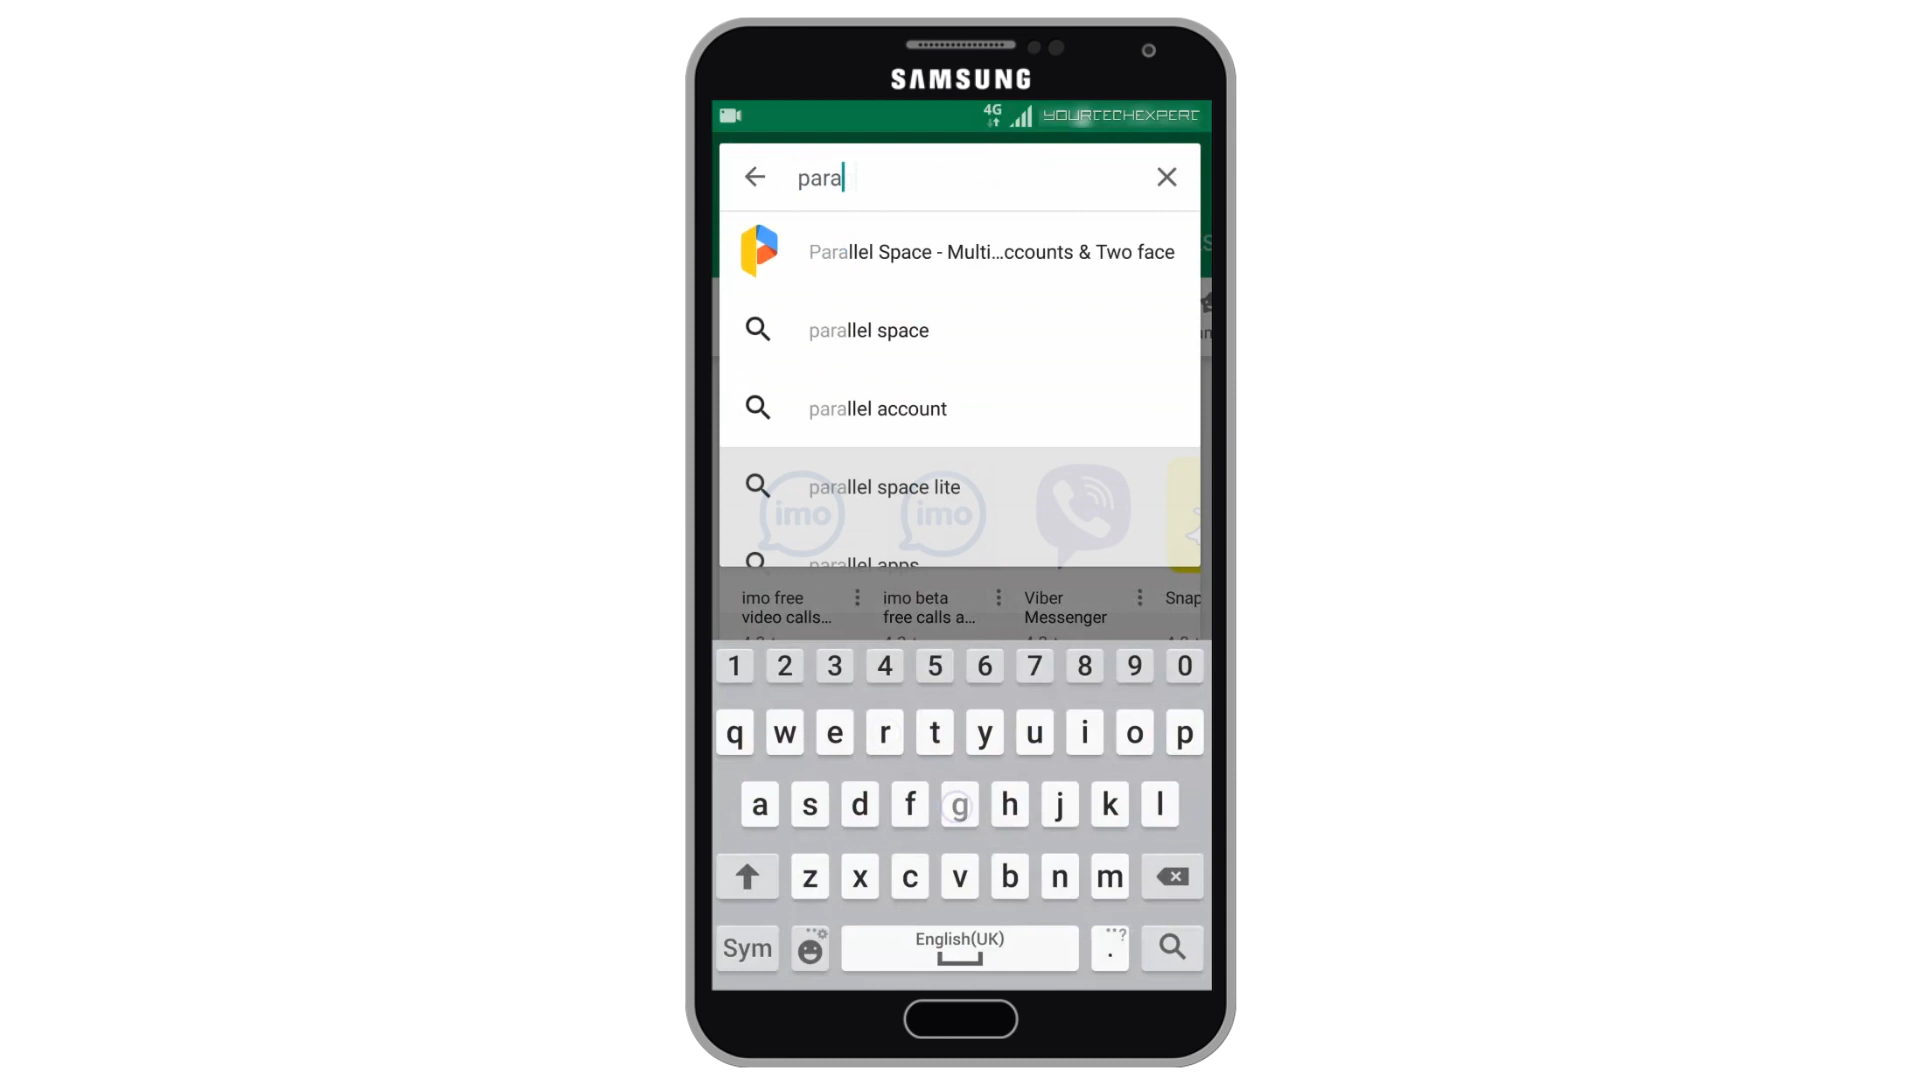 SAMSUNG
4G
YOURTECHEXPERT
para
Parallel Space - Multi...ccounts & Two face
parallel space
parallel account
parallel space lite
imo
imo
parallel apps
imo free
video calls...
imo beta
free calls a...
Viber
Messenger
Snap
1 2 3 4 5 6 7 8 9 0
q w e r t y u i o p
a s d f g h j k l
z x c v b n m
Sym
English(UK)
. ?